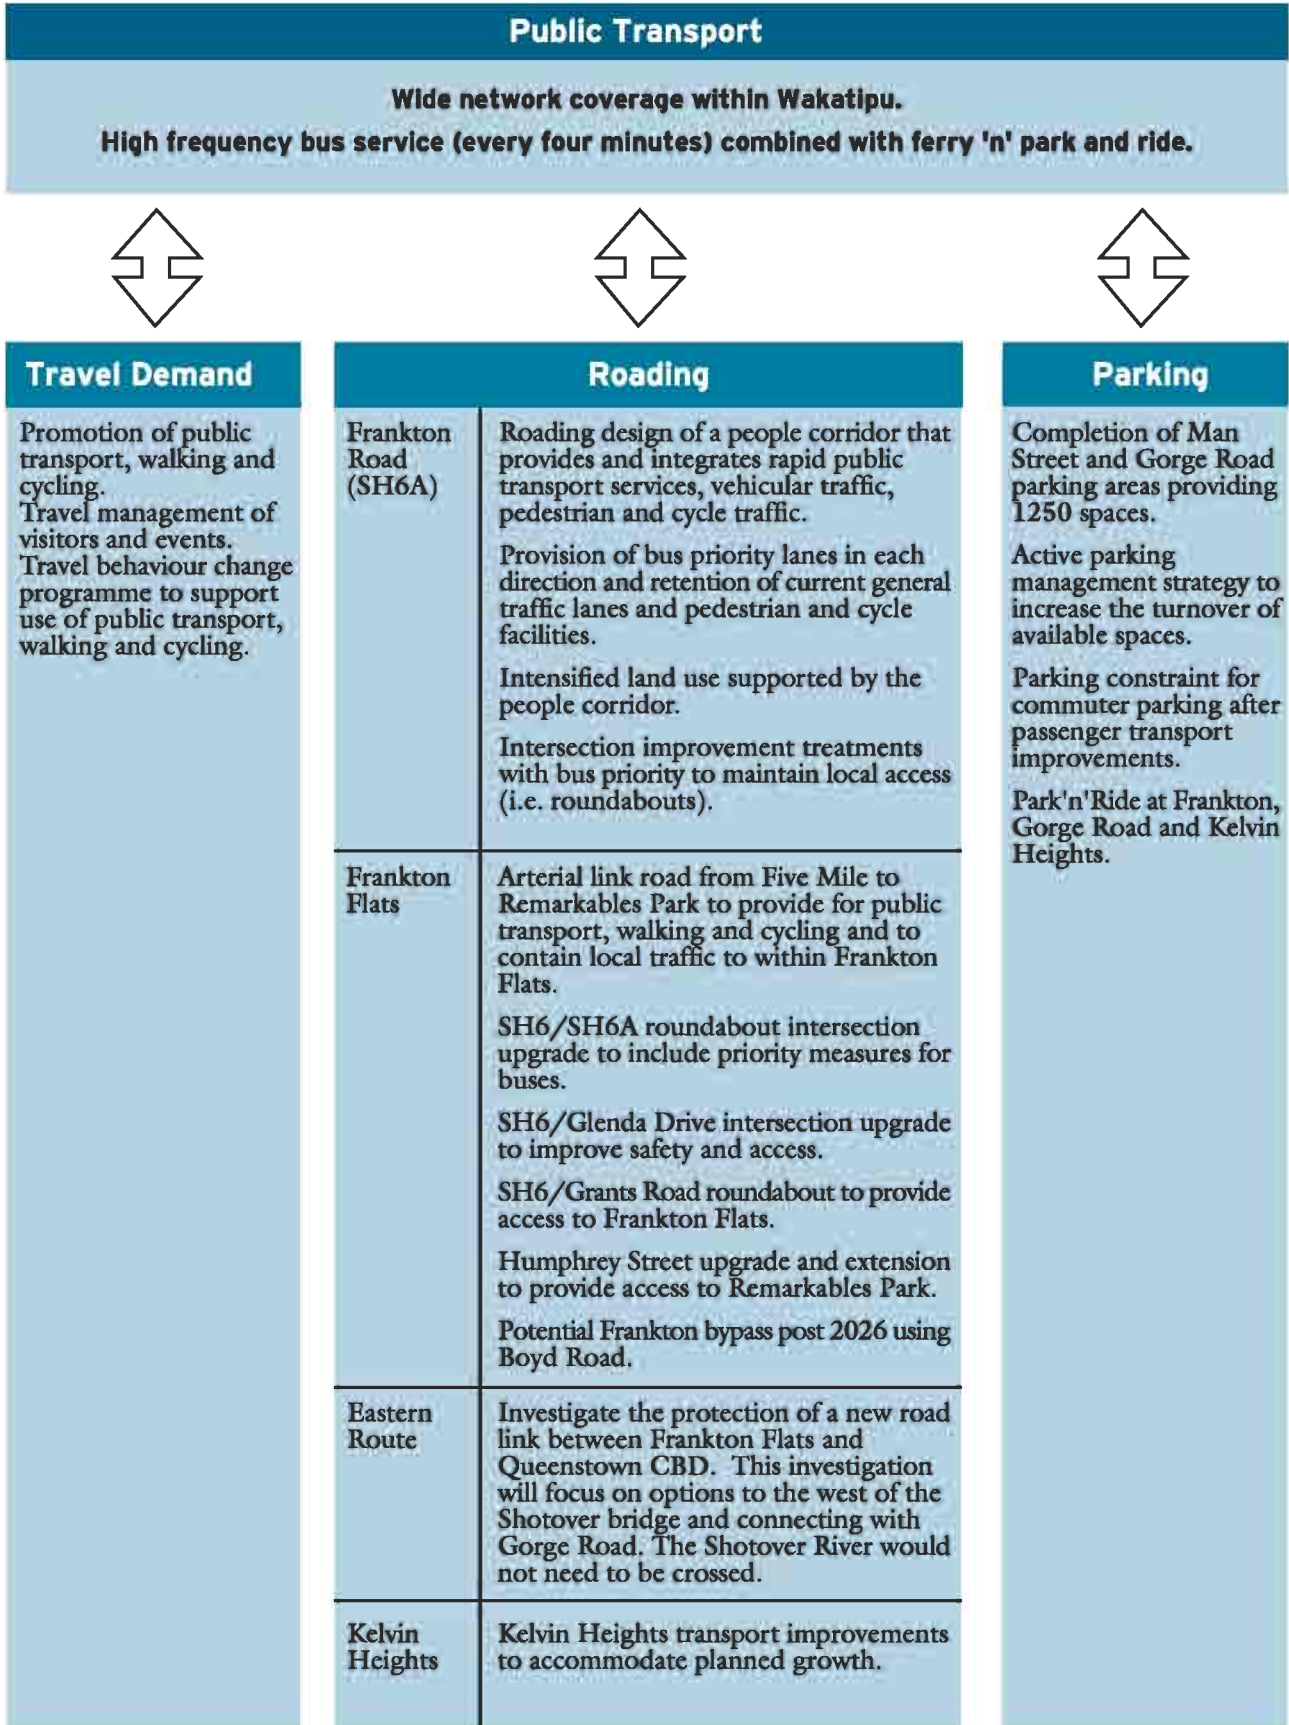 Public Transport
Wide network coverage within Wakatipu.
High frequency bus service (every four minutes) combined with ferry 'n' park and ride.
Travel Demand
Promotion of public
transport, walking and
cycling.
Travel management of
visitors and events.
Travel behaviour change
programme to support
use of public transport,
walking and cycling.
Roading
Frankton
Road
(SH6A)
Roading design of a people corridor that
provides and integrates rapid public
transport services, vehicular traffic,
pedestrian and cycle traffic.
Provision of bus priority lanes in each
direction and retention of current general
traffic lanes and pedestrian and cycle
facilities.
Intensified land use supported by the
people corridor.
Intersection improvement treatments
with bus priority to maintain local access
(i.e. roundabouts).
Frankton
Flats
Arterial link road from Five Mile to
Remarkables Park to provide for public
transport, walking and cycling and to
contain local traffic to within Frankton
Flats.
SH6/SH6A roundabout intersection
upgrade to include priority measures for
buses.
SH6/Glenda Drive intersection upgrade
to improve safety and access.
SH6/Grants Road roundabout to provide
access to Frankton Flats.
Humphrey Street upgrade and extension
to provide access to Remarkables Park.
Potential Frankton bypass post 2026 using
Boyd Road.
Eastern
Route
Investigate the protection of a new road
link between Frankton Flats and
Queenstown CBD. This investigation
will focus on options to the west of the
Shotover bridge and connecting with
Gorge Road. The Shotover River would
not need to be crossed.
Kelvin
Heights
Kelvin Heights transport improvements
to accommodate planned growth.
Parking
Completion of Man
Street and Gorge Road
parking areas providing
1250 spaces.
Active parking
management strategy to
increase the turnover of
available spaces.
Parking constraint for
commuter parking after
passenger transport
improvements.
Park'n'Ride at Frankton,
Gorge Road and Kelvin
Heights.